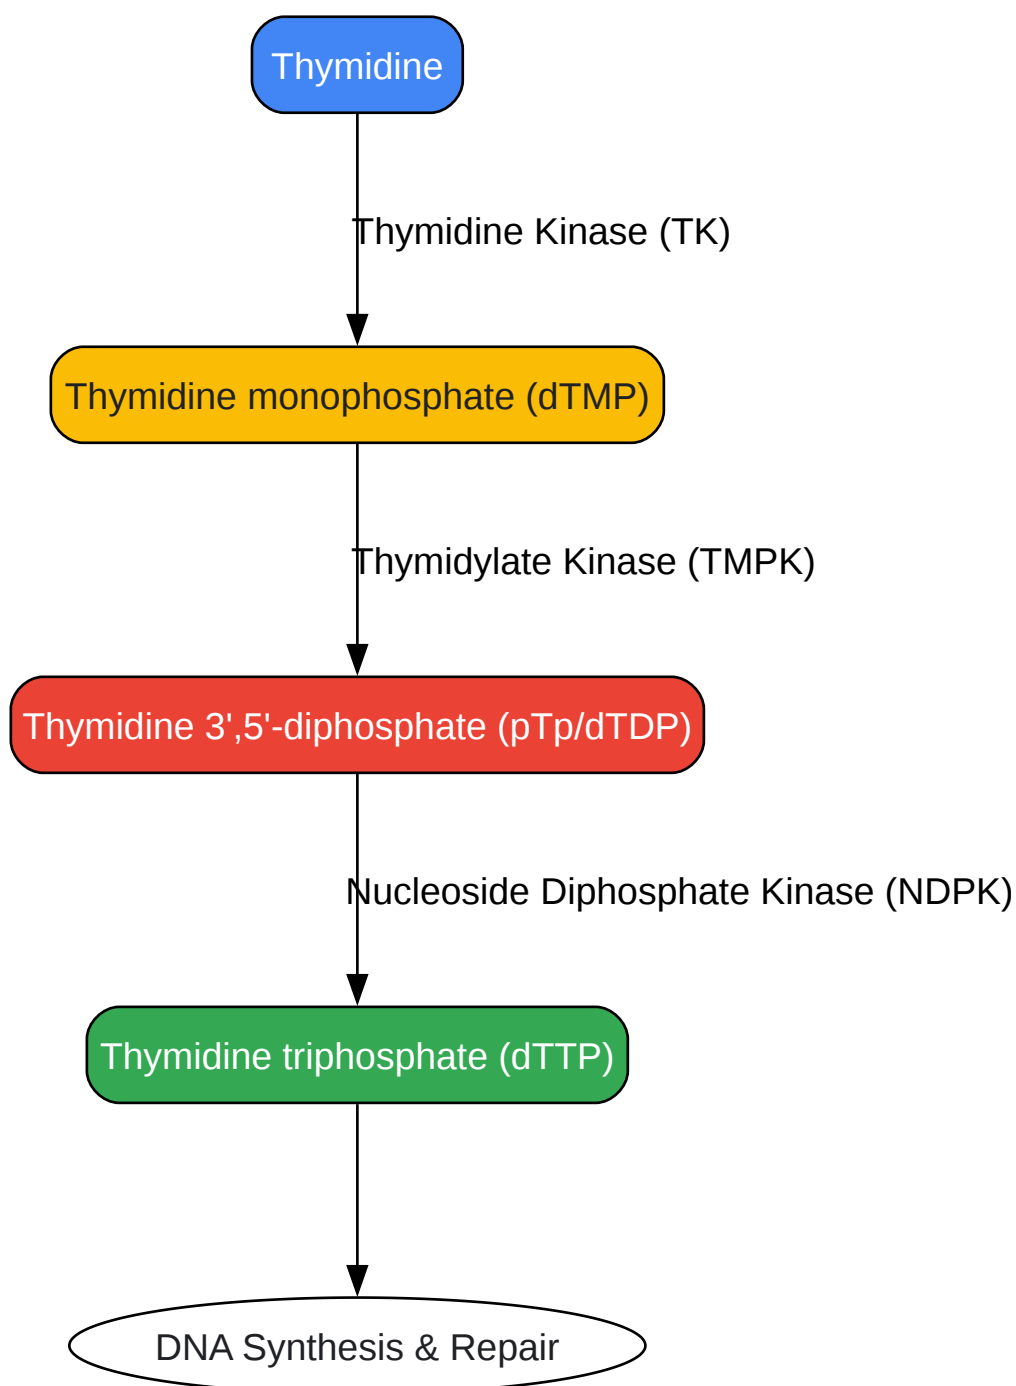 Thymidine
Thymidine Kinase (TK)
Thymidine monophosphate (dTMP)
Thymidylate Kinase (TMPK)
Thymidine 3',5'-diphosphate (pTp/dTDP)
Nucleoside Diphosphate Kinase (NDPK)
Thymidine triphosphate (dTTP)
DNA Synthesis & Repair